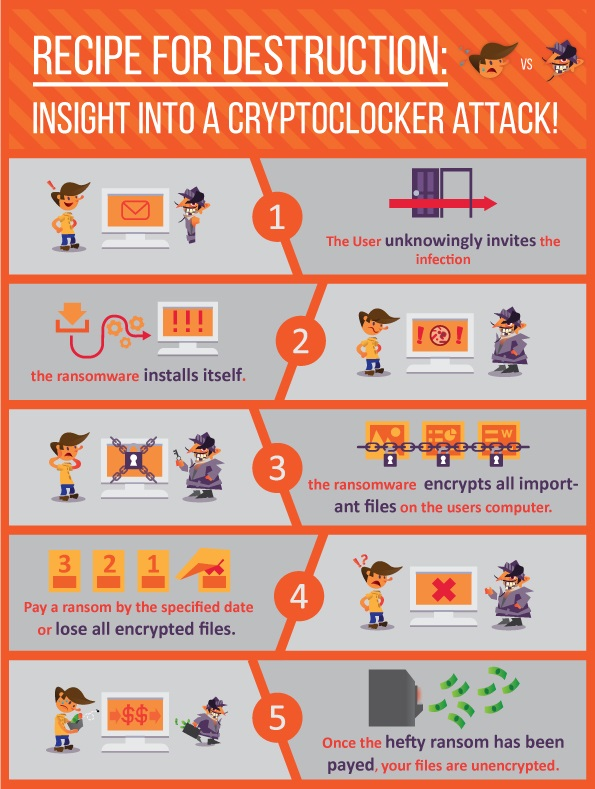 RECIPE FOR DESTRUCTION:
VS
INSIGHT INTO A CRYPTOCLOCKER ATTACK!
1
The User unknowingly invites the
infection
!!!
the ransomware installs itself.
2
! !
3
W
the ransomware encrypts all import-
ant files on the users computer.
3 2 1
Pay a ransom by the specified date
or lose all encrypted files.
4
!?
$$
5
Once the hefty ransom has been
payed, your files are unencrypted.